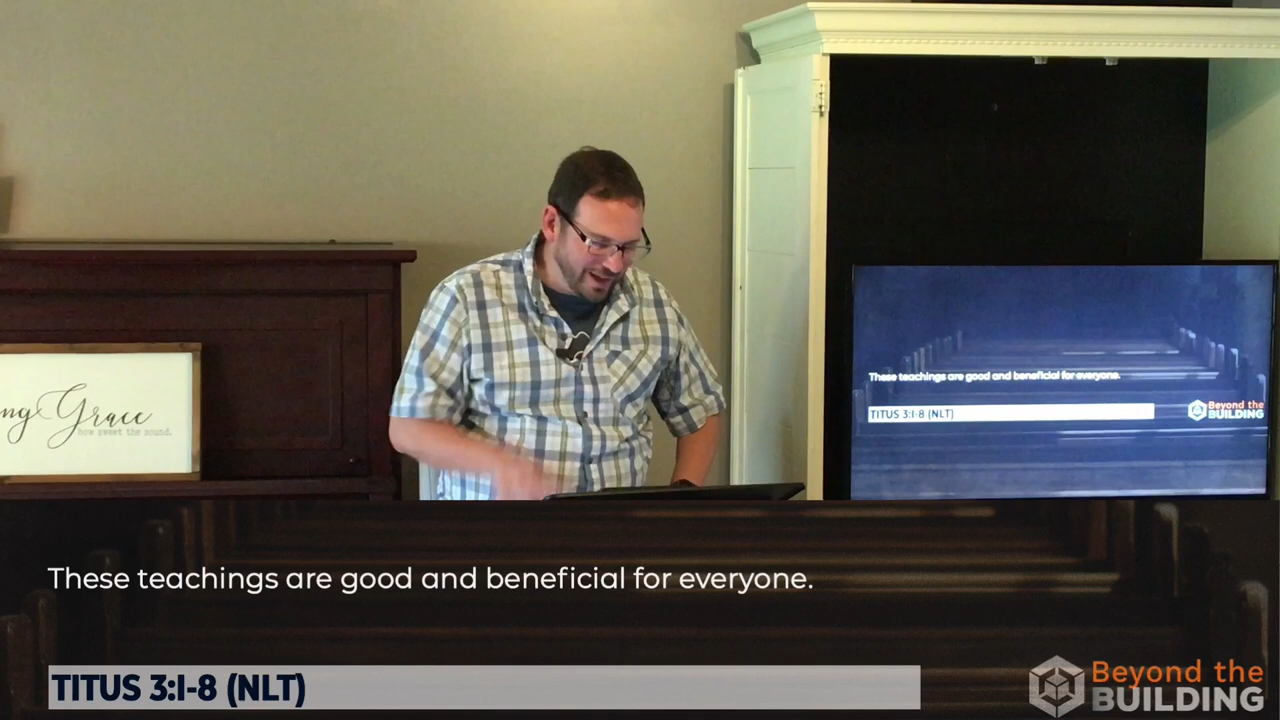 Grace
how sweet the sound.
These teachings are good and beneficial for everyone.
TITUS 3:1-8 (NLT)
Beyond the
BUILDING
These teachings are good and beneficial for everyone.
TITUS 3:1-8 (NLT)
Beyond the
BUILDING